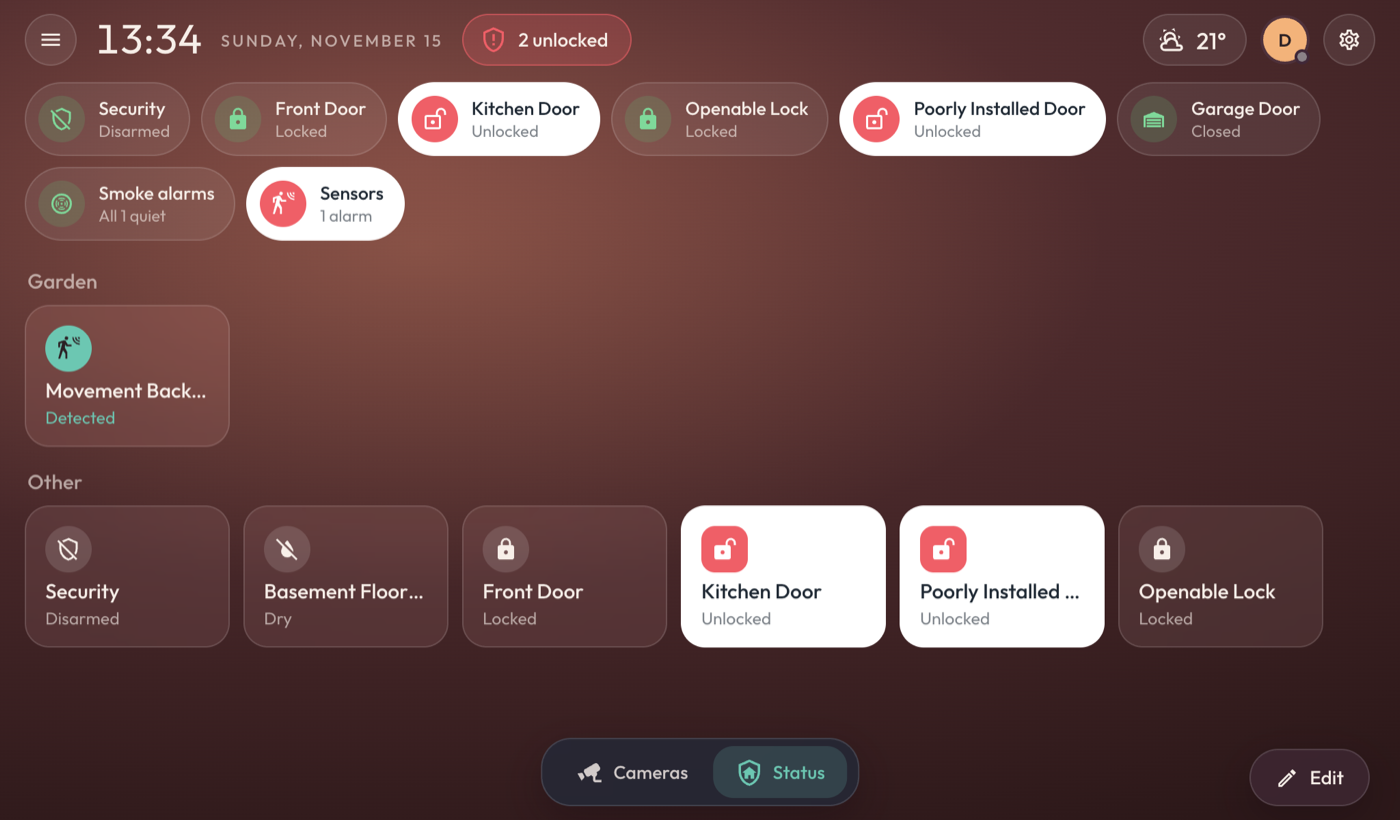 13:34 SUNDAY, NOVEMBER 15 2 unlocked 21° D
Security
Disarmed
Front Door
Locked
Kitchen Door
Unlocked
Openable Lock
Locked
Poorly Installed Door
Unlocked
Garage Door
Closed
Smoke alarms
All 1 quiet
Sensors
1 alarm
Garden
Movement Back...
Detected
Other
Security
Disarmed
Basement Floor...
Dry
Front Door
Locked
Kitchen Door
Unlocked
Poorly Installed ...
Unlocked
Openable Lock
Locked
Cameras
Status
Edit